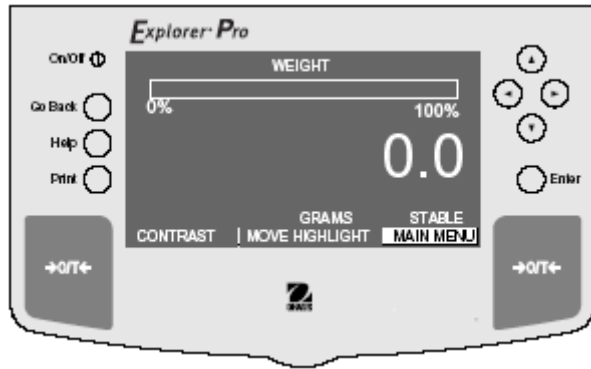 Explorer Pro
On/Off
WEIGHT
Go Back
0% 100%
Help
0.0
Print
Enter
GRAMS STABLE
CONTRAST MOVE HIGHLIGHT MAIN MENU
→0/T← →0/T←
OHAUS